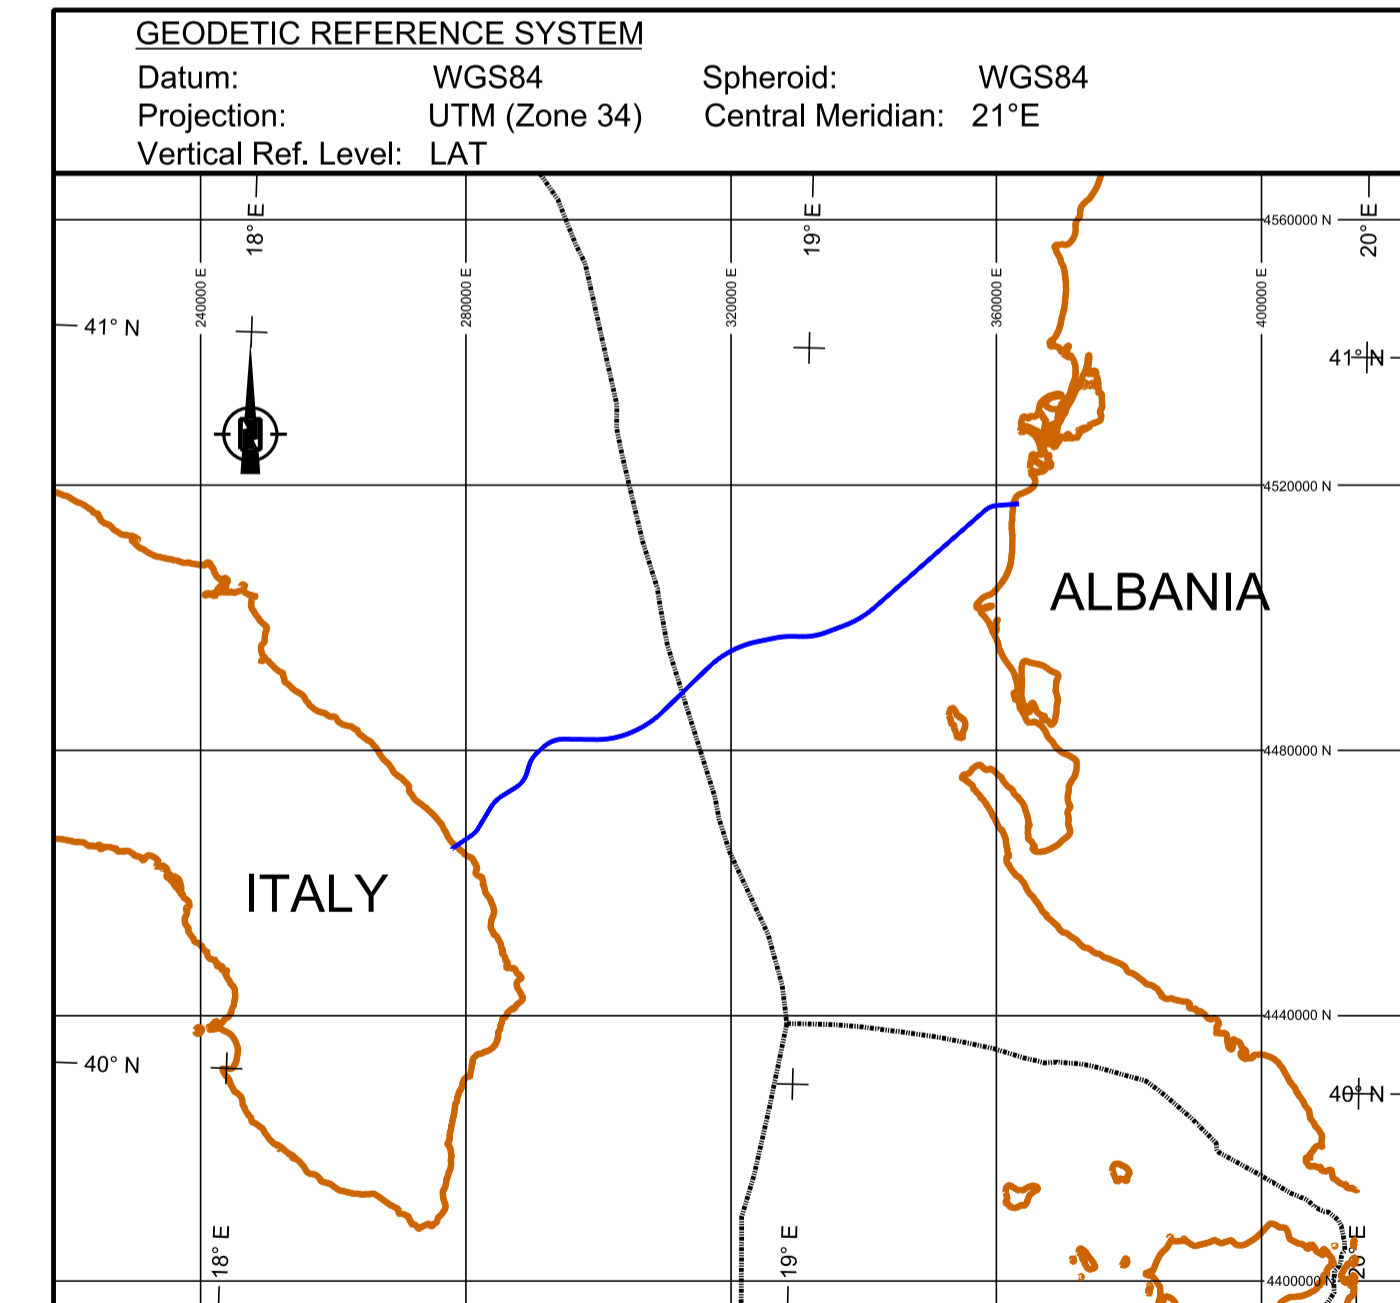 GEODETIC REFERENCE SYSTEM
Datum: WGS84 Spheroid: WGS84
Projection: UTM (Zone 34) Central Meridian: 21°E
Vertical Ref. Level: LAT
18° E
19° E
20° E
4560000 N
240000 E
280000 E
320000 E
360000 E
400000 E
41° N
41° N
4520000 N
ALBANIA
4480000 N
ITALY
4440000 N
40° N
40° N
18° E
19° E
20° E
4400000 N